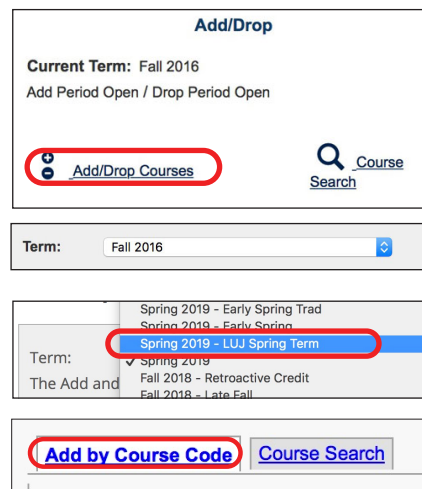 Add/Drop
Current Term: Fall 2016
Add Period Open / Drop Period Open
Add/Drop Courses
Course Search
Term: Fall 2016
Spring 2019 - Early Spring Trad
Spring 2019 - Early Spring
Spring 2019 - LUJ Spring Term
Term: ✓ Spring 2019
The Add and Fall 2018 - Retroactive Credit
Fall 2018 - Late Fall
Add by Course Code Course Search